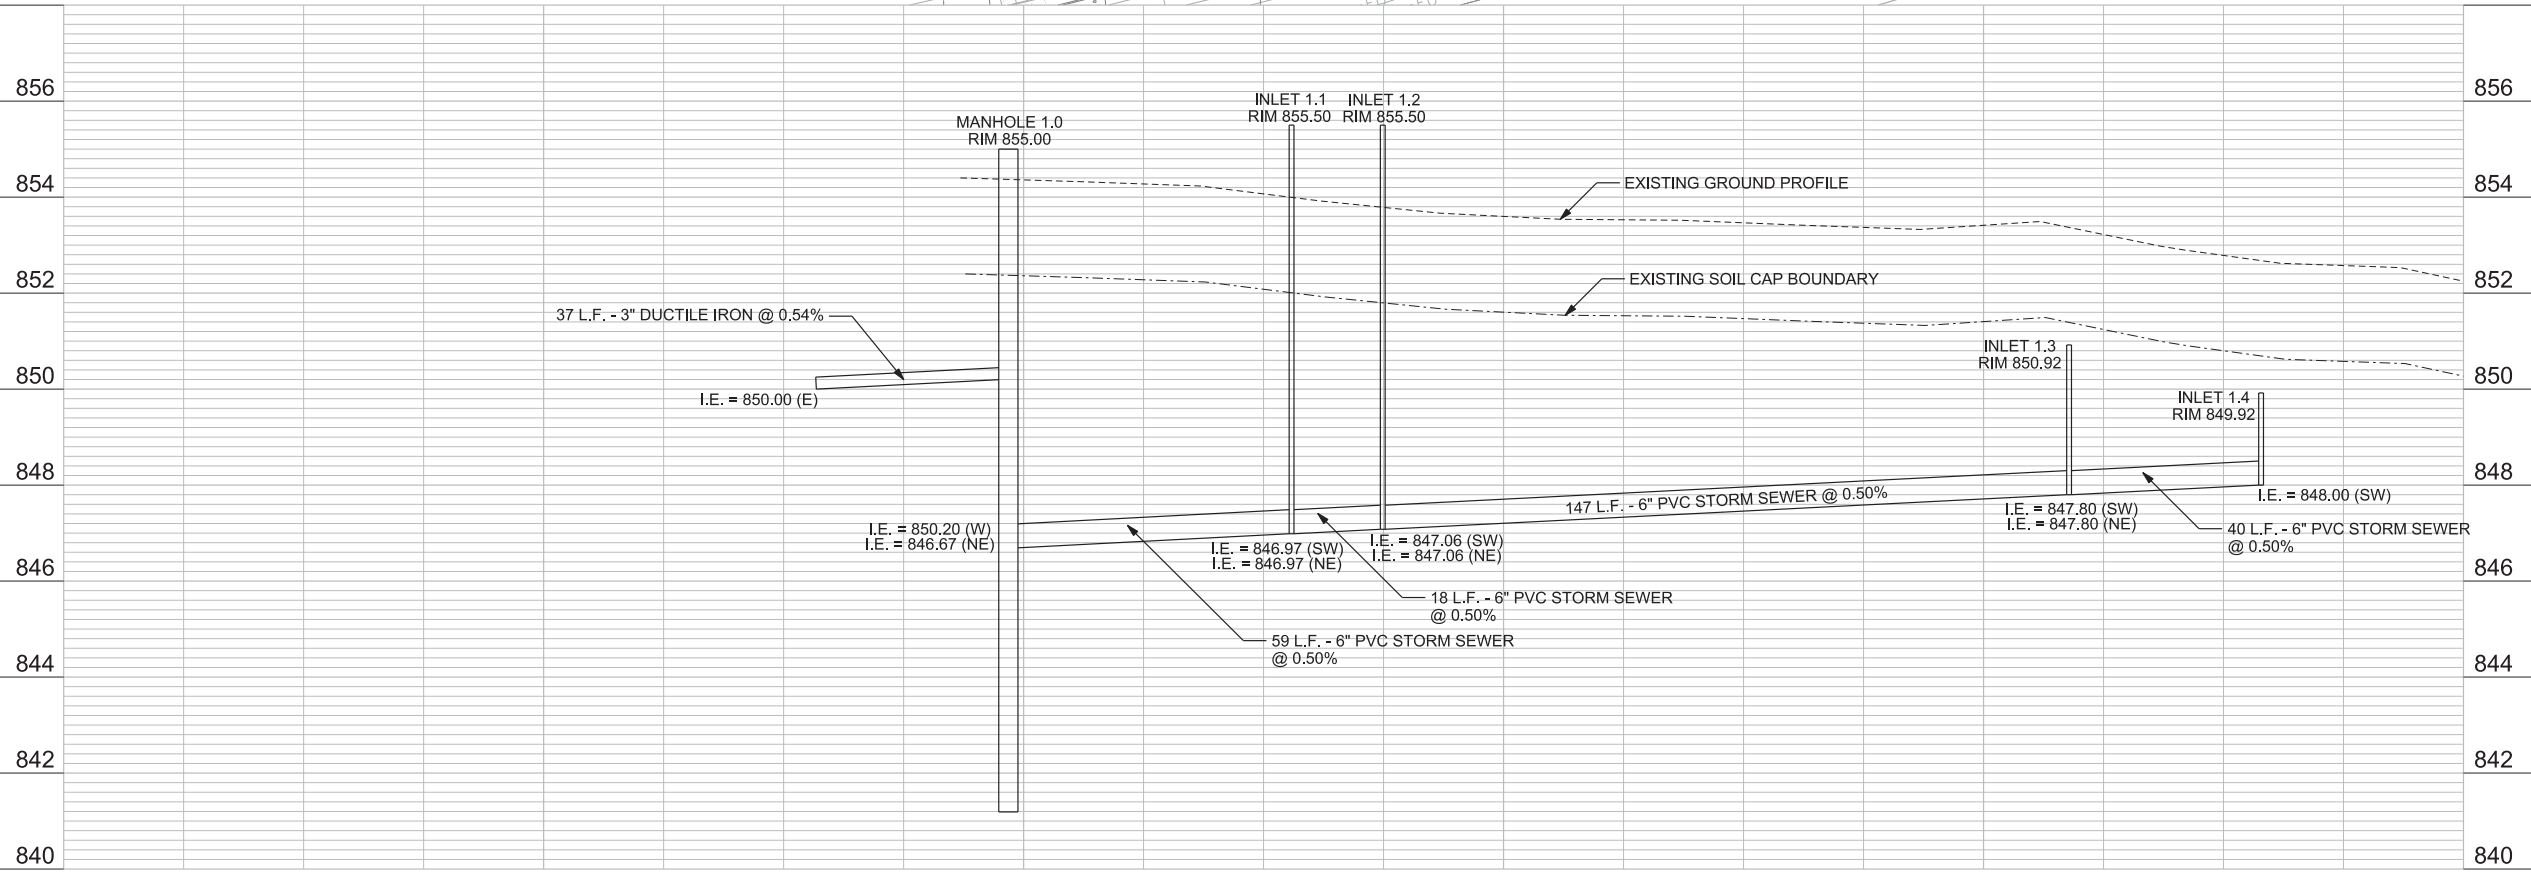 856
856
INLET 1.1
RIM 855.50
INLET 1.2
RIM 855.50
MANHOLE 1.0
RIM 855.00
854
854
EXISTING GROUND PROFILE
852
852
EXISTING SOIL CAP BOUNDARY
37 L.F. - 3" DUCTILE IRON @ 0.54%
INLET 1.3
RIM 850.92
850
850
I.E. = 850.00 (E)
INLET 1.4
RIM 849.92
848
848
147 L.F. - 6" PVC STORM SEWER @ 0.50%
I.E. = 848.00 (SW)
I.E. = 847.80 (SW)
I.E. = 847.80 (NE)
I.E. = 850.20 (W)
I.E. = 846.67 (NE)
I.E. = 846.97 (SW)
I.E. = 846.97 (NE)
I.E. = 847.06 (SW)
I.E. = 847.06 (NE)
40 L.F. - 6" PVC STORM SEWER
@ 0.50%
846
846
18 L.F. - 6" PVC STORM SEWER
@ 0.50%
59 L.F. - 6" PVC STORM SEWER
@ 0.50%
844
844
842
842
840
840